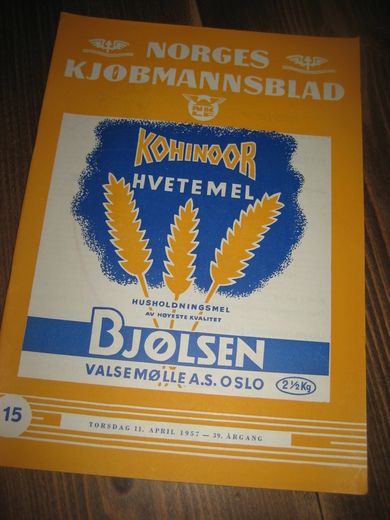 NORGES
KJØBMANNSBLAD
KOHINOOR
HVETEMEL
HUSHOLDNINGSMEL
AV HØYESTE KVALITET
BJØLSEN
VALSEMØLLE A.S. OSLO
2½ Kg
15
TORSDAG 11. APRIL 1957 — 39. ÅRGANG